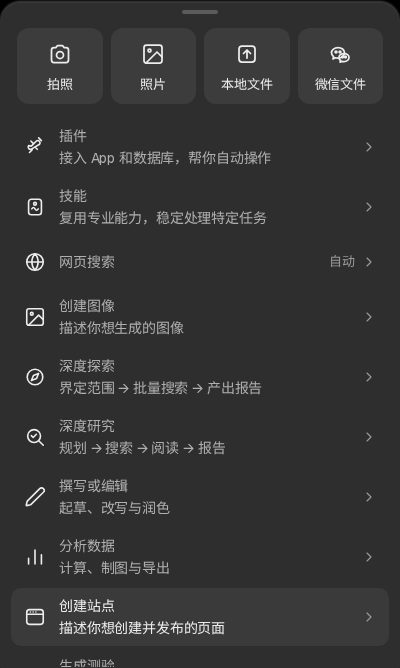 拍照
照片
本地文件
微信文件
插件
接入 App 和数据库，帮你自动操作
技能
复用专业能力，稳定处理特定任务
网页搜索
自动
创建图像
描述你想生成的图像
深度探索
界定范围 → 批量搜索 → 产出报告
深度研究
规划 → 搜索 → 阅读 → 报告
撰写或编辑
起草、改写与润色
分析数据
计算、制图与导出
创建站点
描述你想创建并发布的页面
生成测验